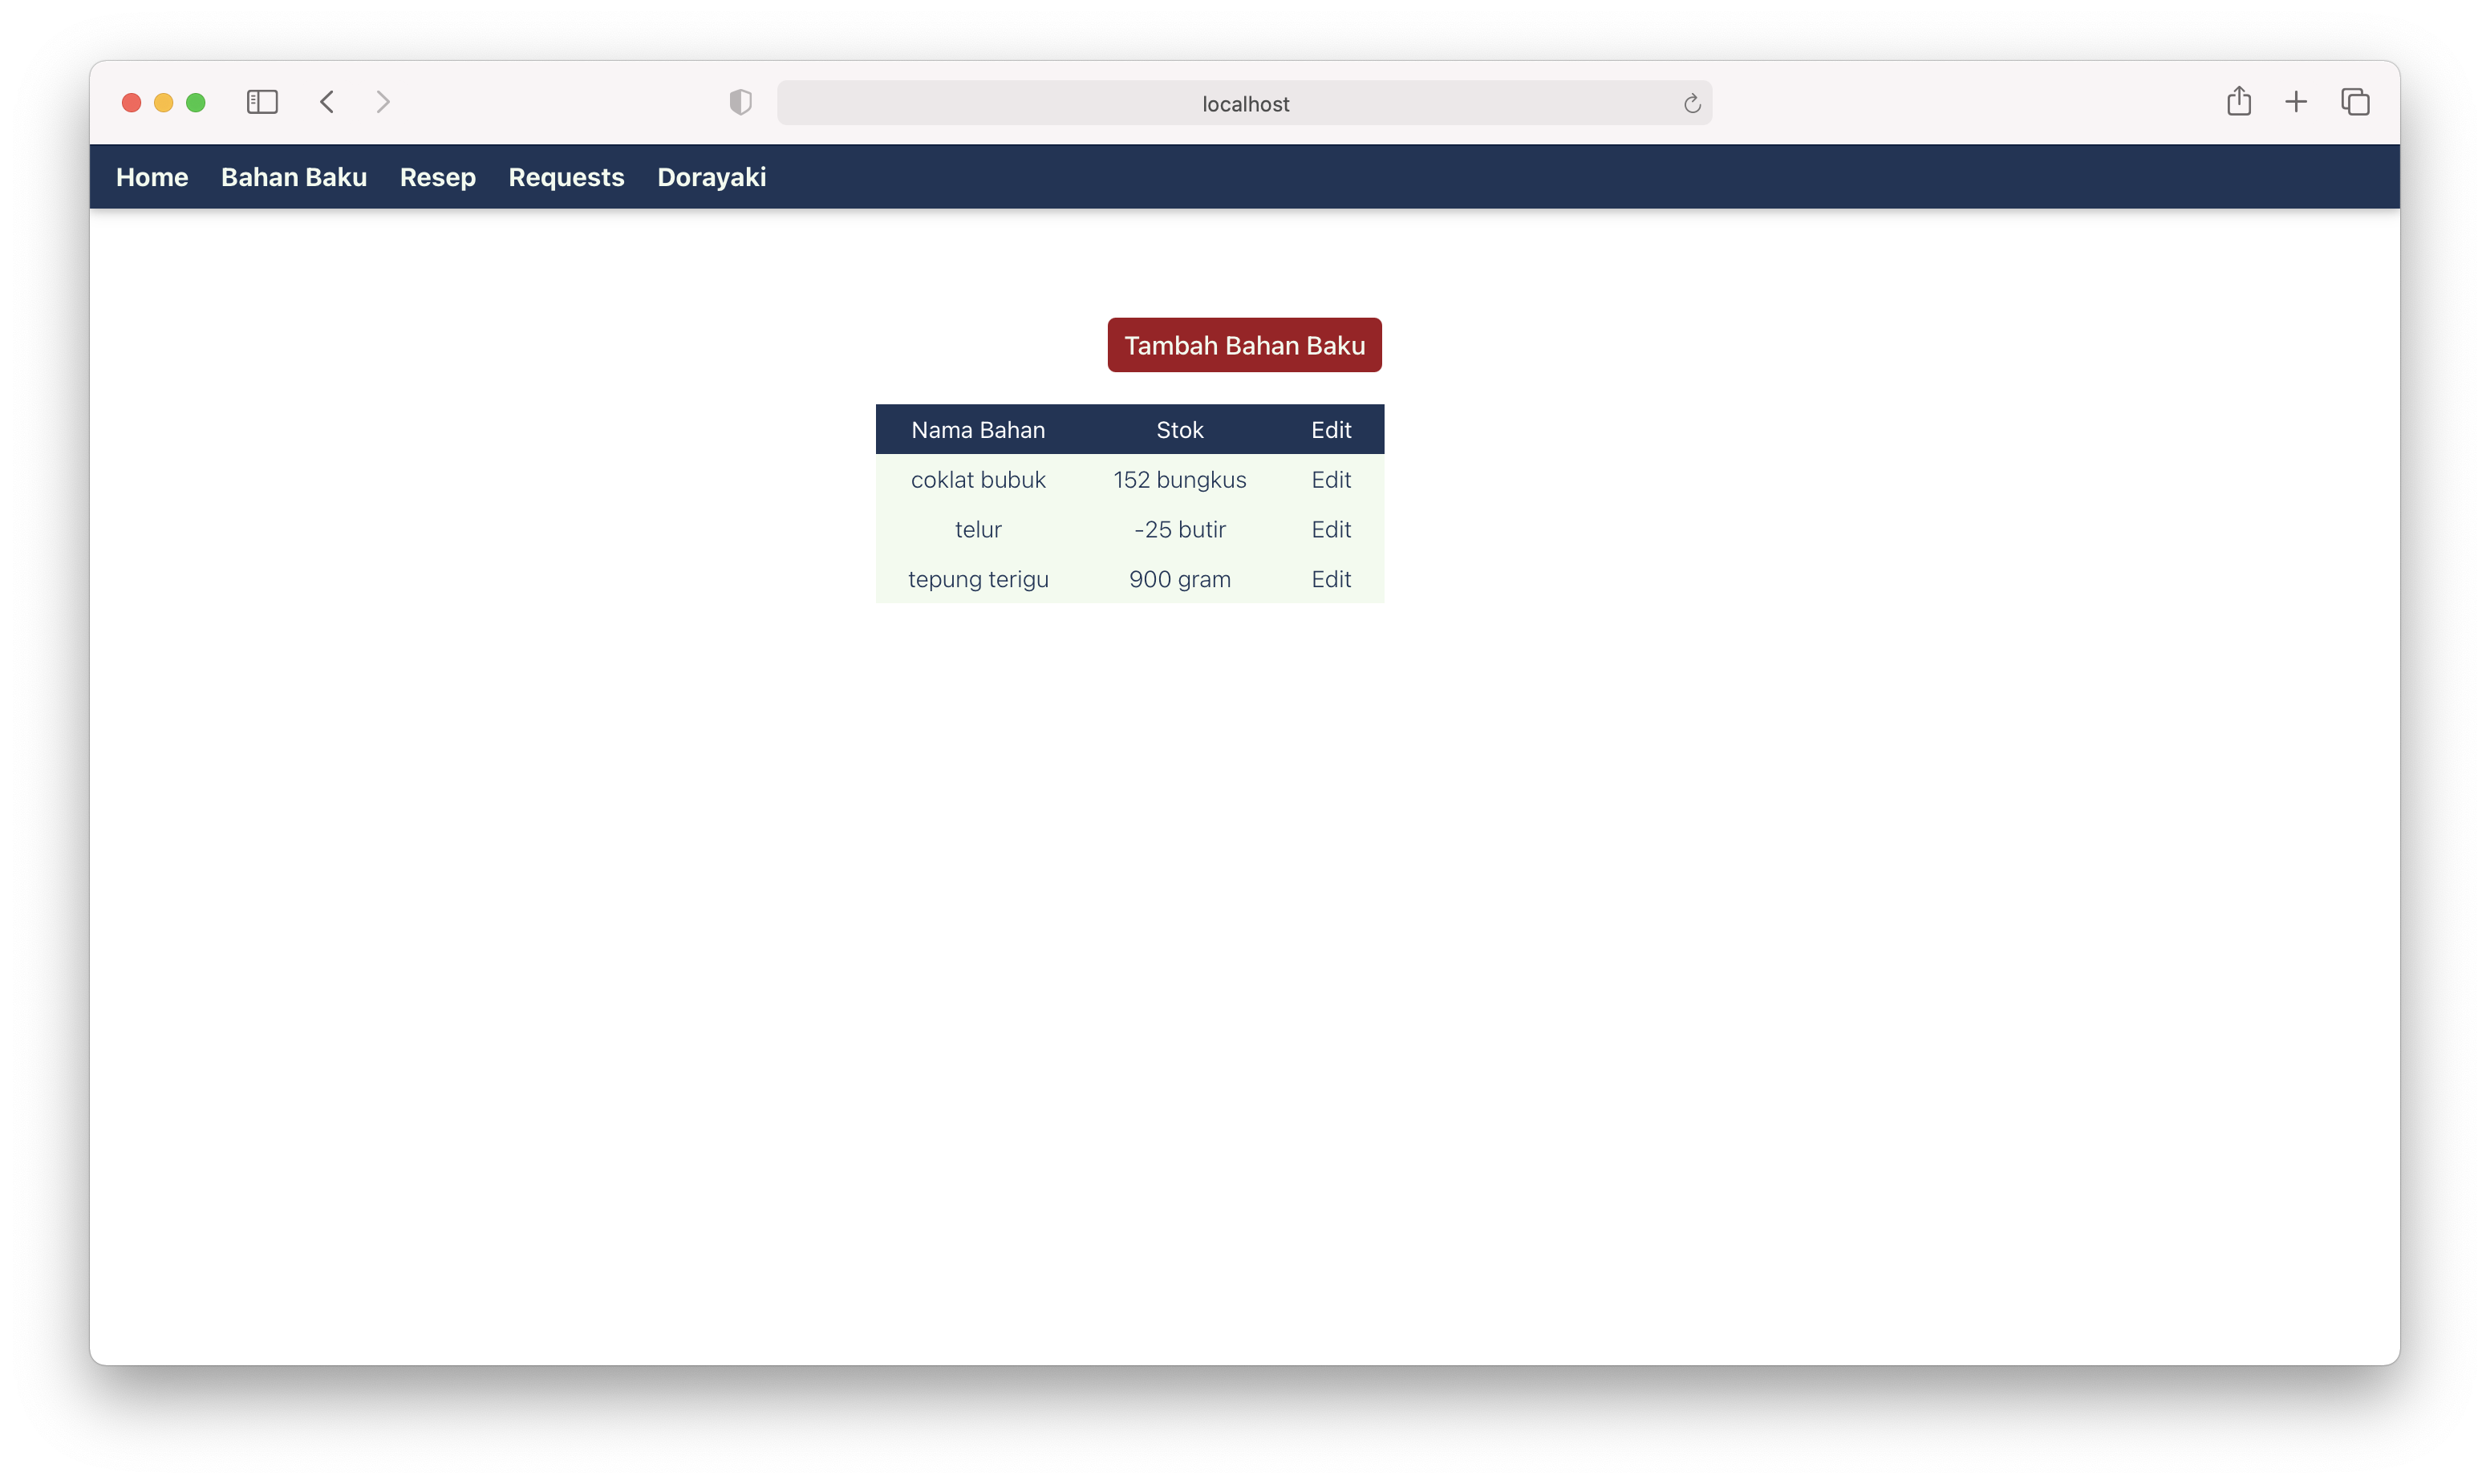 localhost
Home Bahan Baku Resep Requests Dorayaki
Tambah Bahan Baku
Nama Bahan Stok Edit
coklat bubuk 152 bungkus Edit
telur -25 butir Edit
tepung terigu 900 gram Edit